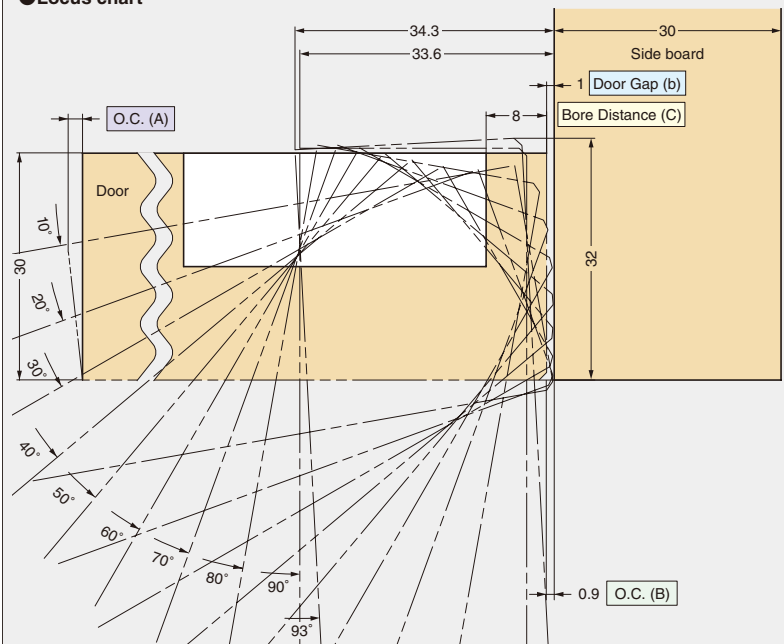 ●Locus chart
34.3
30
33.6
Side board
1 Door Gap (b)
8 Bore Distance (C)
O.C. (A)
Door
30
32
10°
20°
30°
40°
50°
60°
70°
80°
90°
93°
0.9 O.C. (B)